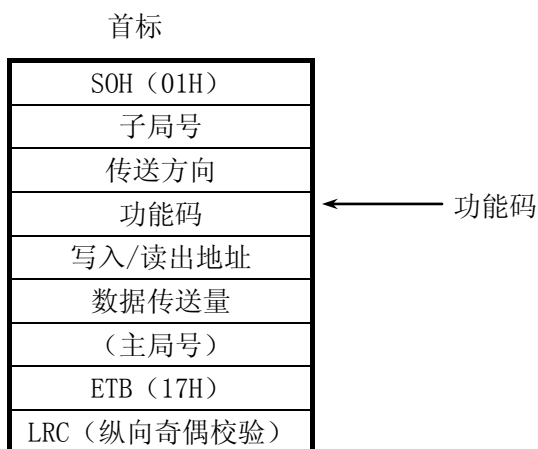 首标
SOH（01H）
子局号
传送方向
功能码
功能码
写入/读出地址
数据传送量
（主局号）
ETB（17H）
LRC（纵向奇偶校验）